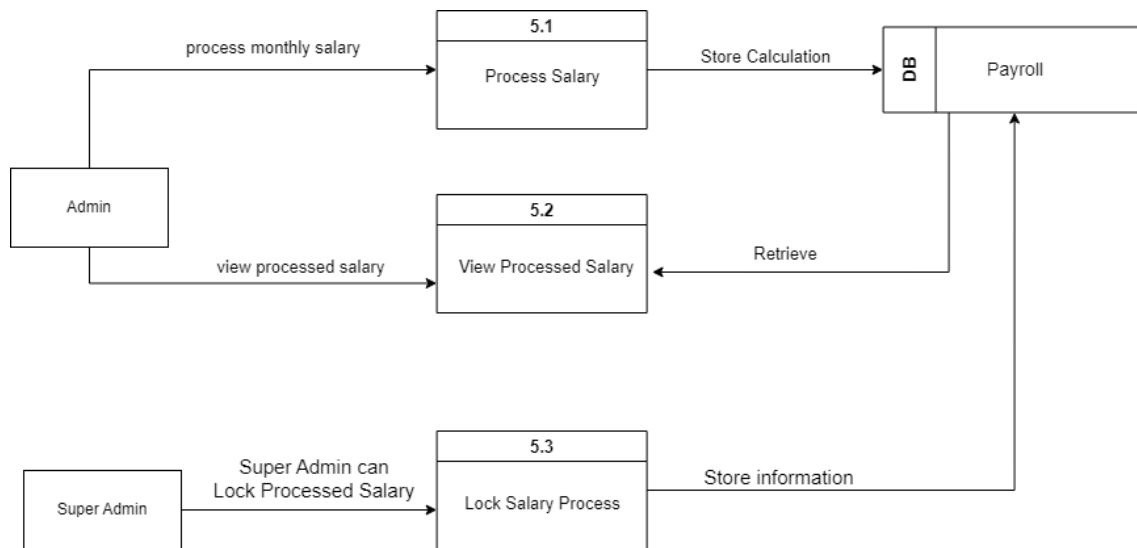 5.1
process monthly salary
Process Salary
Store Calculation
DB
Payroll
Admin
5.2
view processed salary
View Processed Salary
Retrieve
5.3
Super Admin can
Lock Processed Salary
Lock Salary Process
Store information
Super Admin